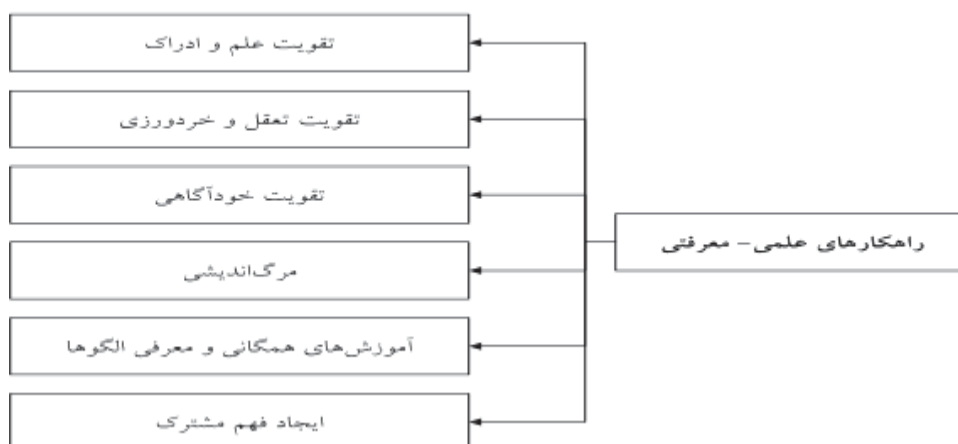 راهکارهای علمی- معرفتی
تقویت علم و ادراک
تقویت تعقل و خردورزی
تقویت خودآگاهی
مرگ‌اندیشی
آموزش‌های همگانی و معرفی الگوها
ایجاد فهم مشترک